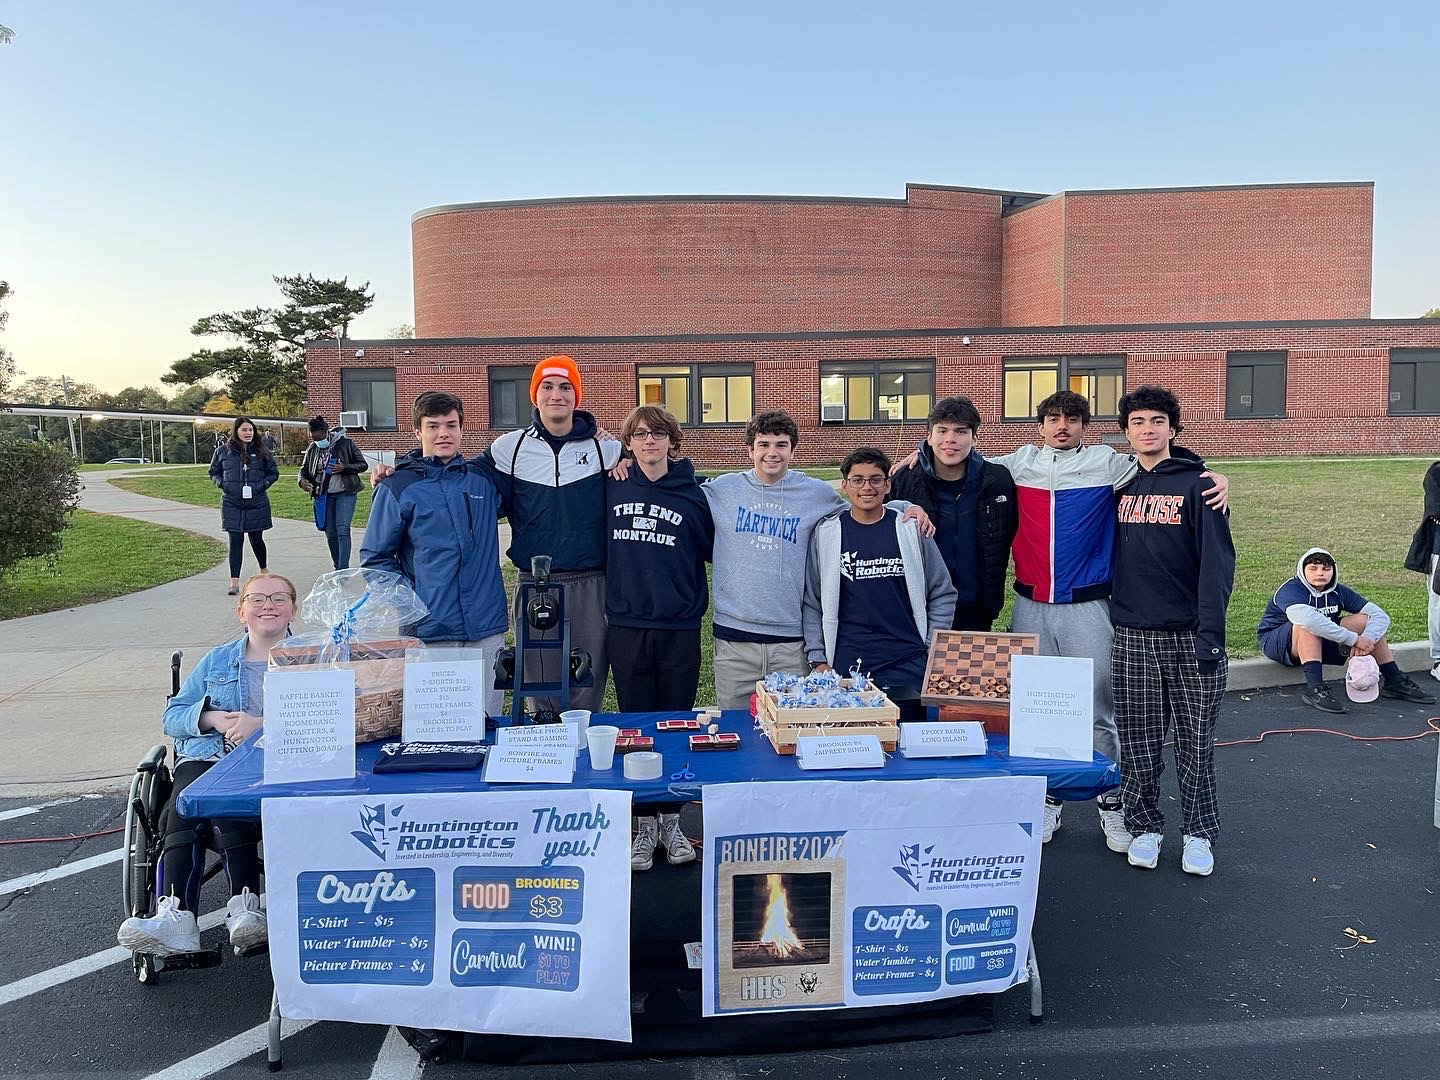 THE END
MONTAUK
HARTWICK
HAWKS
Huntington
Robotics
SYRACUSE
RAFFLE BASKET:
HUNTINGTON
WATER COOLER,
BOOMERANG,
COASTERS,
& HUNTINGTON
CUTTING BOARD
PRICES:
T-SHIRTS: $15
WATER TUMBLER:
$15
PICTURE FRAMES:
$4
BROOKIES $3
GAME $1 TO PLAY
PORTABLE PHONE
STAND & GAMING
BONFIRE 2022
PICTURE FRAMES
$4
BROOKIES BY
JAIPREET SINGH
EPOXY RESIN
LONG ISLAND
HUNTINGTON
ROBOTICS
CHECKERSBOARD
Huntington
Robotics
Invested in Leadership, Engineering, and Diversity
Thank
you!
Crafts
T-Shirt - $15
Water Tumbler - $15
Picture Frames - $4
FOOD BROOKIES
$3
Carnival WIN!!
$1 TO
PLAY
BONFIRE2022
HHS
Huntington
Robotics
Invested in Leadership, Engineering, and Diversity
Crafts
T-Shirt - $15
Water Tumbler - $15
Picture Frames - $4
Carnival WIN!!
$1 TO
PLAY
FOOD BROOKIES
$3